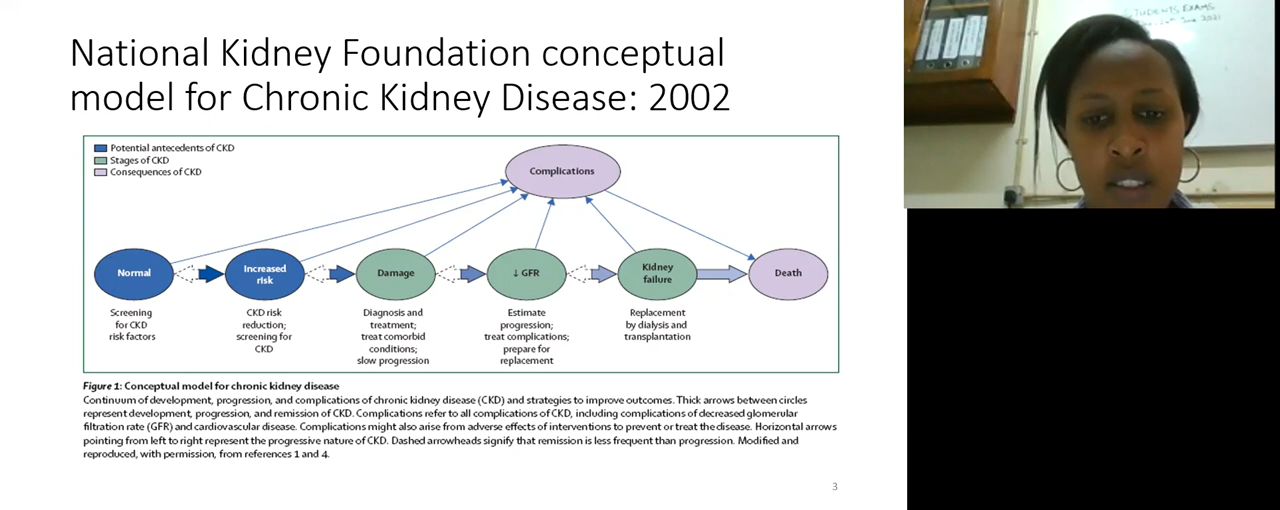 National Kidney Foundation conceptual
model for Chronic Kidney Disease: 2002
Potential antecedents of CKD
Stages of CKD
Consequences of CKD
Complications
Normal
Increased
risk
Damage
↓ GFR
Kidney
failure
Death
Screening
for CKD
risk factors
CKD risk
reduction;
screening for
CKD
Diagnosis and
treatment;
treat comorbid
conditions;
slow progression
Estimate
progression;
treat complications;
prepare for
replacement
Replacement
by dialysis and
transplantation
Figure 1: Conceptual model for chronic kidney disease
Continuum of development, progression, and complications of chronic kidney disease (CKD) and strategies to improve outcomes. Thick arrows between circles
represent development, progression, and remission of CKD. Complications refer to all complications of CKD, including complications of decreased glomerular
filtration rate (GFR) and cardiovascular disease. Complications might also arise from adverse effects of interventions to prevent or treat the disease. Horizontal arrows
pointing from left to right represent the progressive nature of CKD. Dashed arrowheads signify that remission is less frequent than progression. Modified and
reproduced, with permission, from references 1 and 4.
3
STUDENTS EXAMS
June 2021